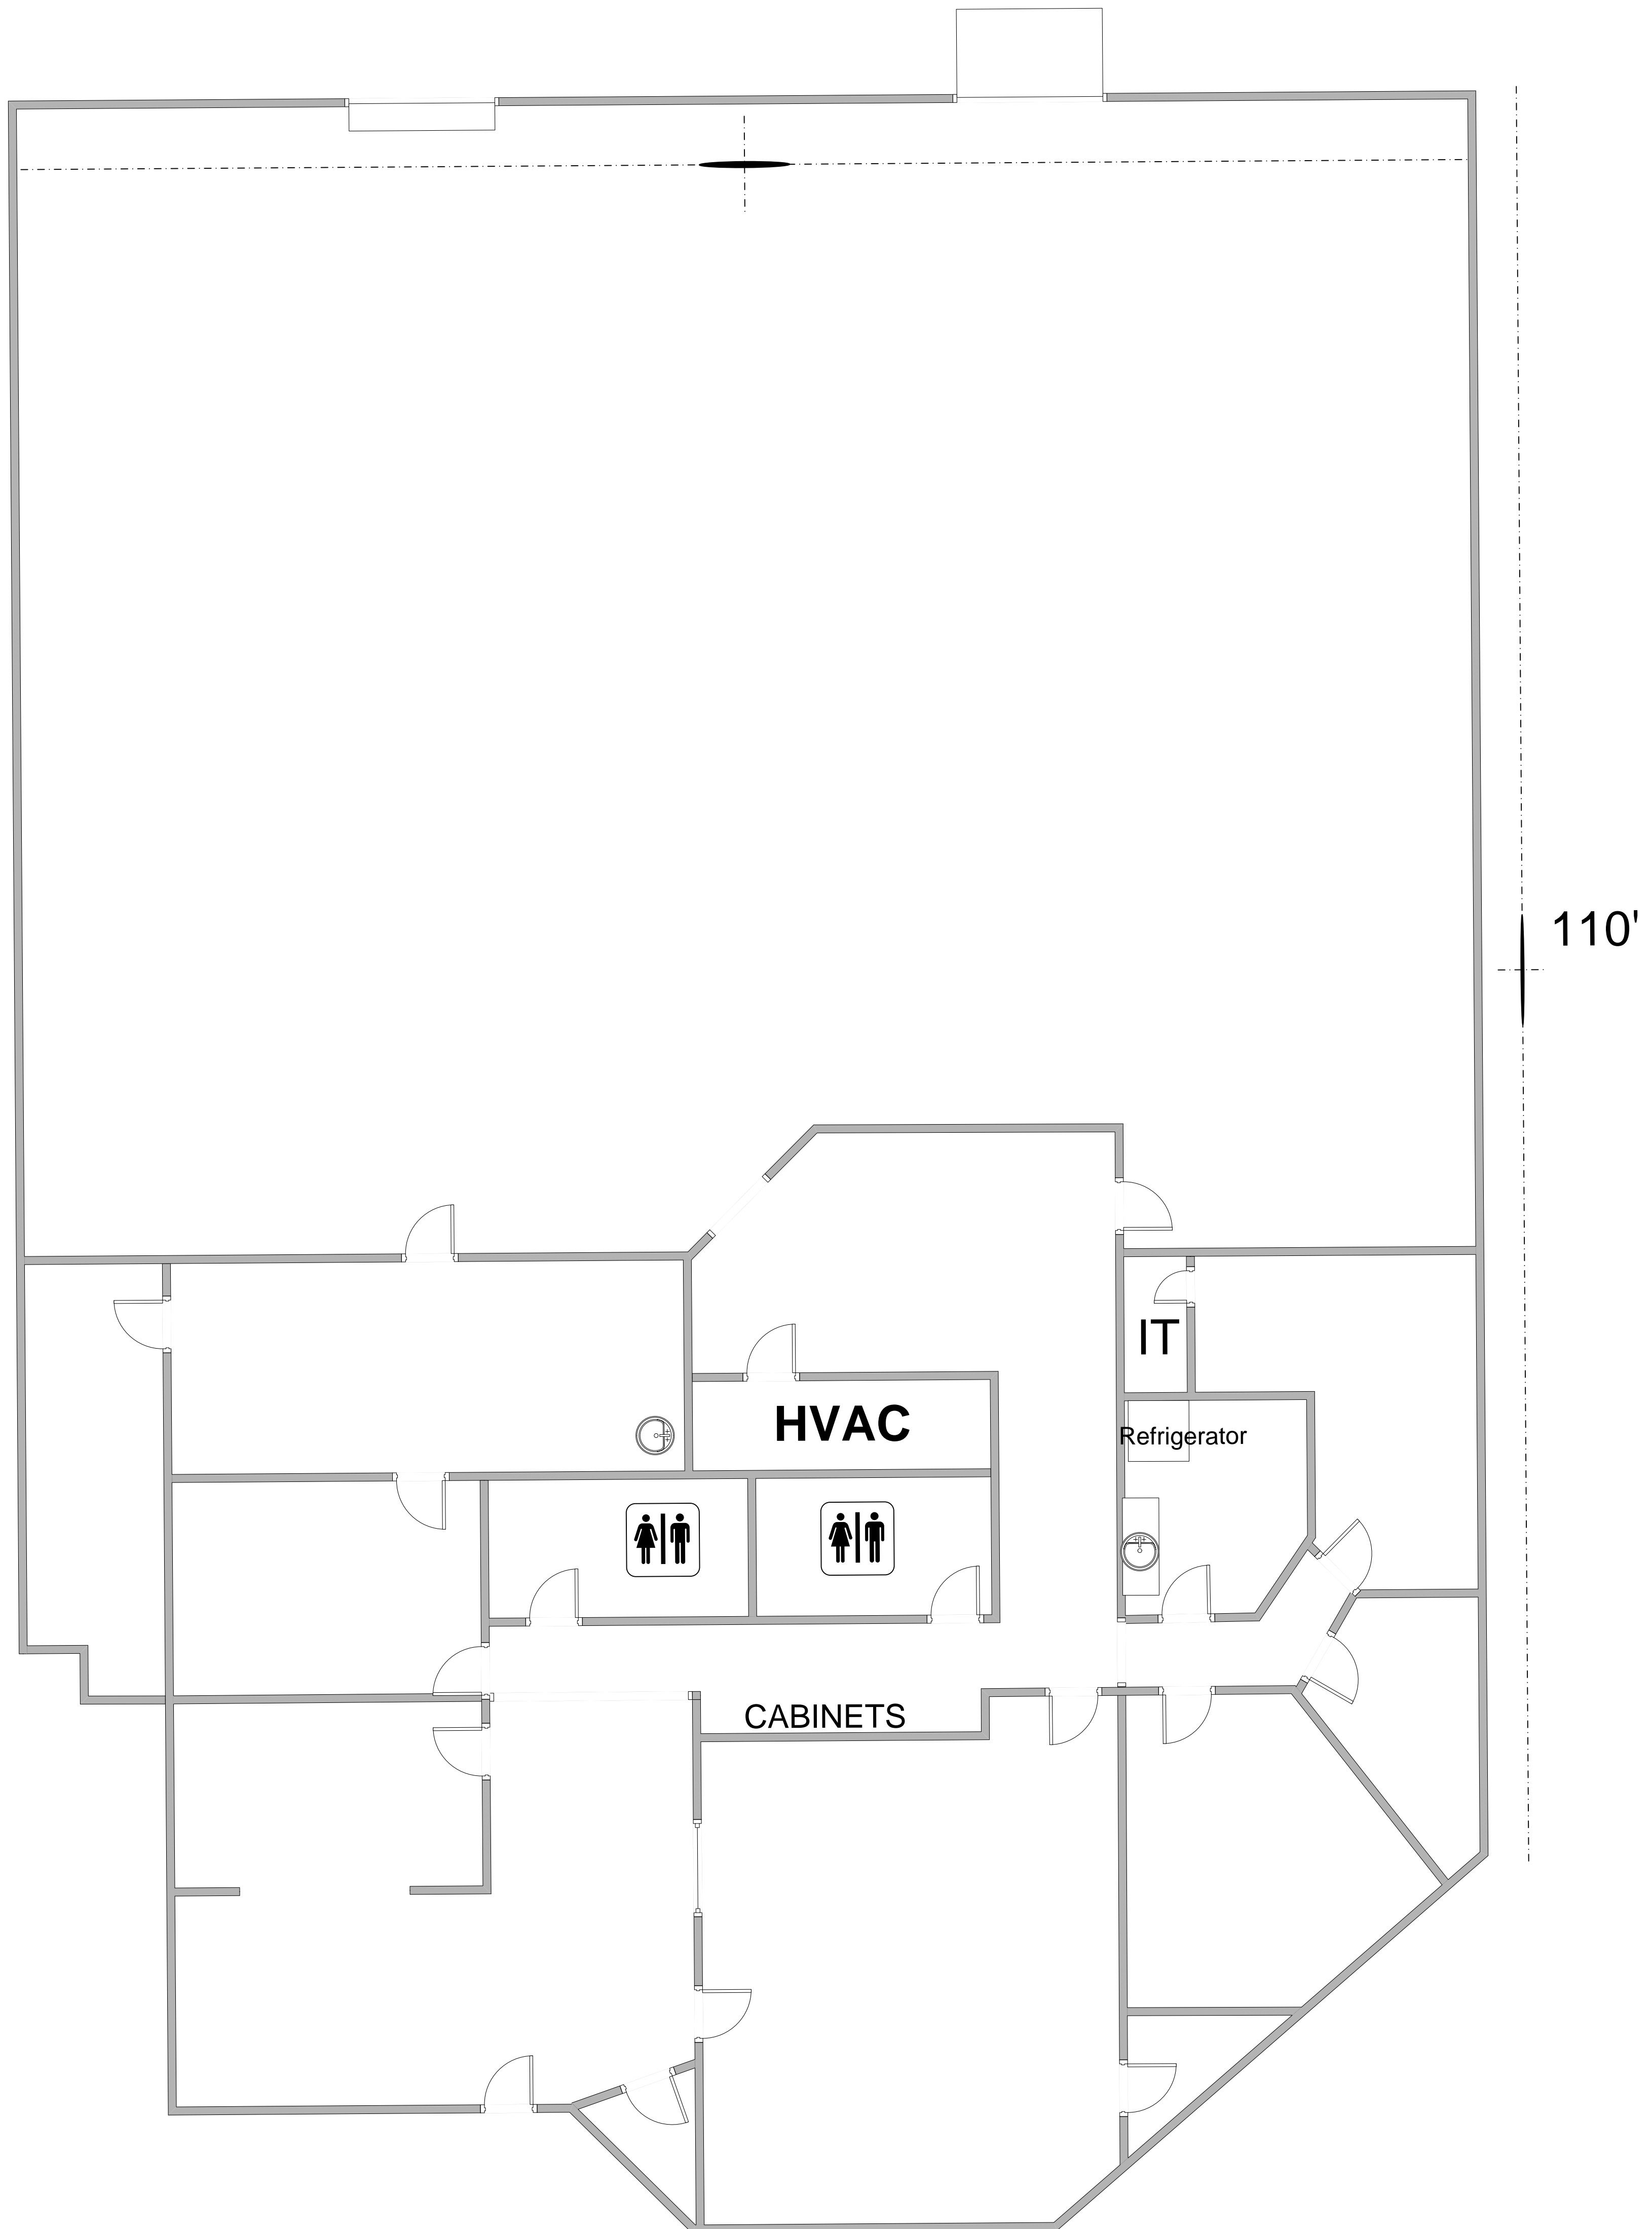 110'
IT
HVAC
Refrigerator
CABINETS